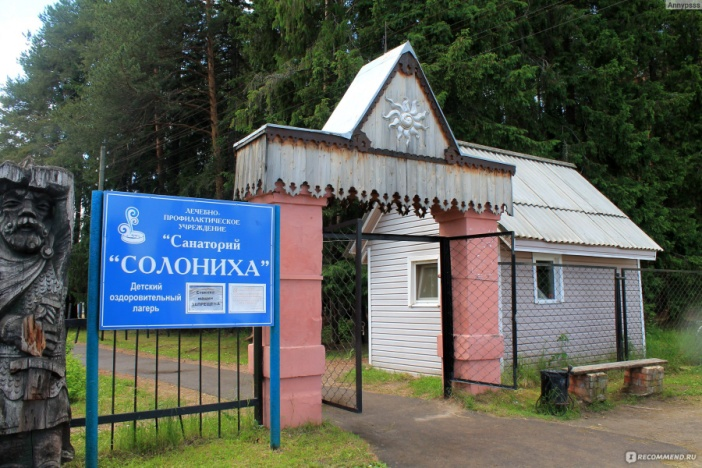 Annypass
ЛЕЧЕБНО-
ПРОФИЛАКТИЧЕСКОЕ
УЧРЕЖДЕНИЕ
"Санаторий
"СОЛОНИХА"
Детский
оздоровительный
лагерь
RECOMMEND.RU